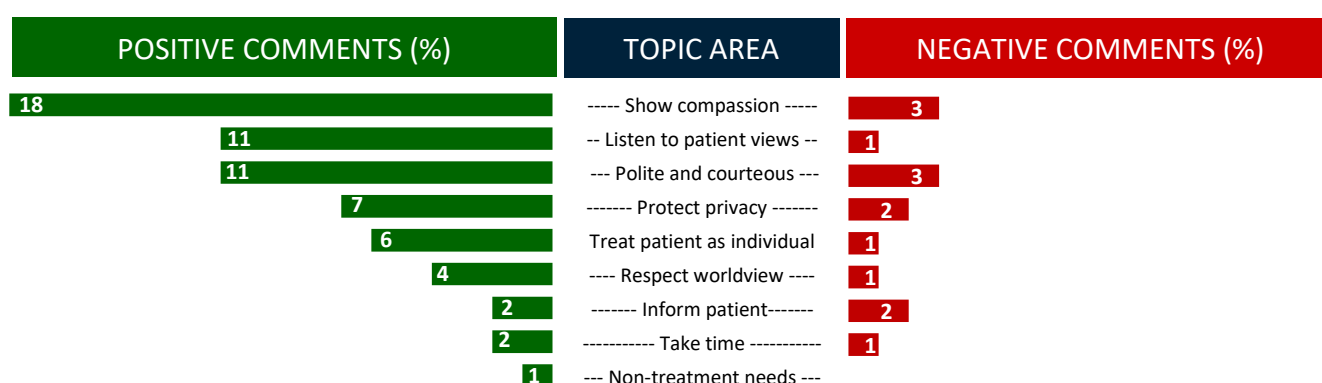 POSITIVE COMMENTS (%) TOPIC AREA NEGATIVE COMMENTS (%)
18 ----- Show compassion ----- 3
11 -- Listen to patient views -- 1
11 --- Polite and courteous --- 3
7 ------- Protect privacy ------- 2
6 Treat patient as individual 1
4 ---- Respect worldview ---- 1
2 ------- Inform patient------- 2
2 ----------- Take time ----------- 1
1 --- Non-treatment needs ---